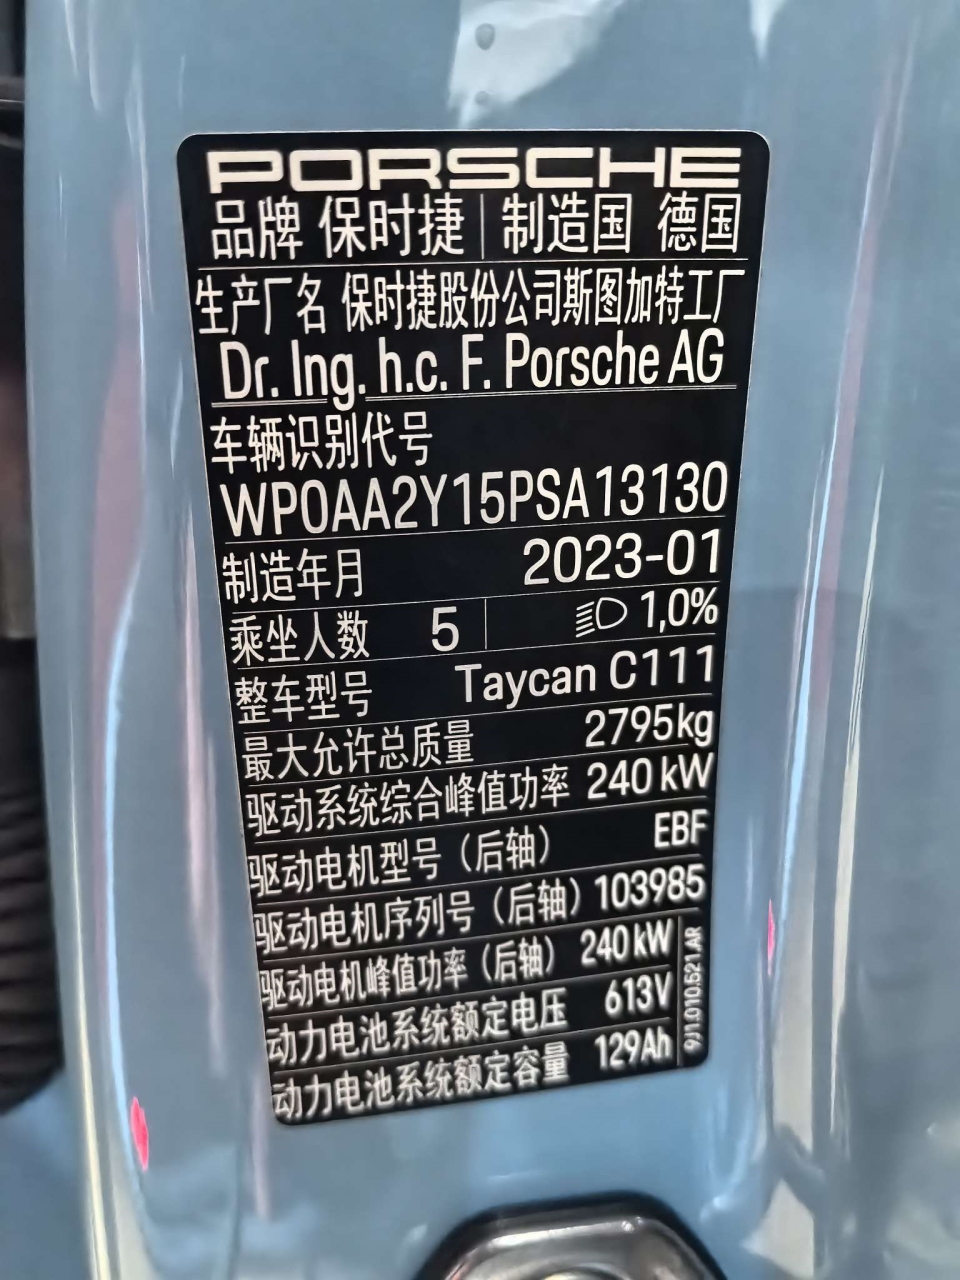 PORSCHE
品牌 保时捷 制造国 德国
生产厂名 保时捷股份公司斯图加特工厂
Dr. Ing. h.c. F. Porsche AG
车辆识别代号
WP0AA2Y15PSA13130
制造年月 2023-01
乘坐人数 5 1,0%
整车型号 Taycan C111
最大允许总质量 2795kg
驱动系统综合峰值功率 240 kW
驱动电机型号（后轴） EBF
驱动电机序列号（后轴） 103985
驱动电机峰值功率（后轴） 240 kW
动力电池系统额定电压 613V
动力电池系统额定容量 129Ah
9J1.010.521.AR